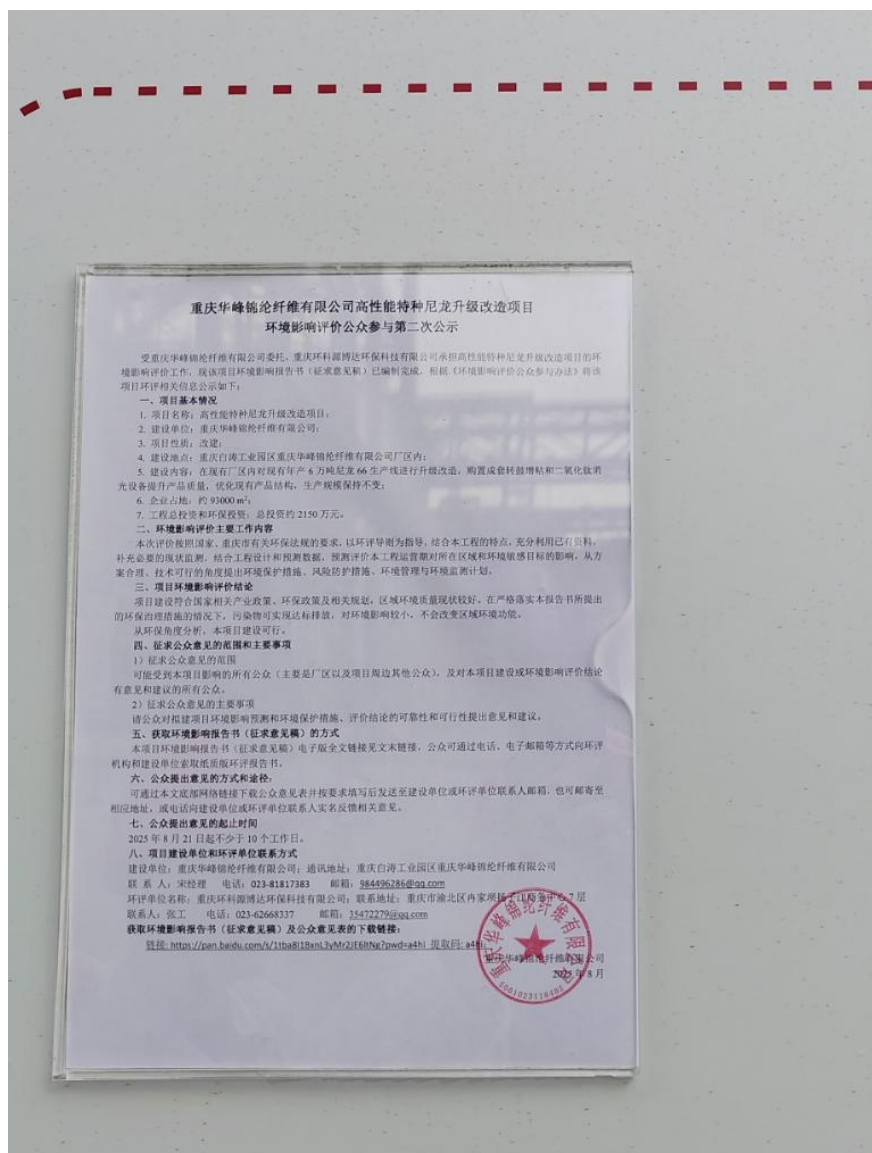 重庆华峰锦纶纤维有限公司高性能特种尼龙升级改造项目
环境影响评价公众参与第二次公示
受重庆华峰锦纶纤维有限公司委托，重庆环科源博达环保科技有限公司承担高性能特种尼龙升级改造项目的环
境影响评价工作，现该项目环境影响报告书（征求意见稿）已编制完成，根据《环境影响评价公众参与办法》将该
项目环评相关信息公示如下：
一、项目基本情况
1. 项目名称：高性能特种尼龙升级改造项目；
2. 建设单位：重庆华峰锦纶纤维有限公司；
3. 项目性质：改建；
4. 建设地点：重庆白涛工业园区重庆华峰锦纶纤维有限公司厂区内；
5. 建设内容：在现有厂区内对现有年产 6 万吨尼龙 66 生产线进行升级改造，购置成套转鼓增粘和二氧化钛消
光设备提升产品质量，优化现有产品结构，生产规模保持不变；
6. 企业占地：约 93000 m²；
7. 工程总投资和环保投资：总投资约 2150 万元。
二、环境影响评价主要工作内容
本次评价按照国家、重庆市有关环保法规的要求，以环评导则为指导，结合本工程的特点，充分利用已有资料，
补充必要的现状监测，结合工程设计和预测数据，预测评价本工程运营期对所在区域和环境敏感目标的影响，从方
案合理、技术可行的角度提出环境保护措施、风险防护措施、环境管理与环境监测计划。
三、项目环境影响评价结论
项目建设符合国家相关产业政策、环保政策及相关规划，区域环境质量现状较好，在严格落实本报告书所提出
的环保治理措施的情况下，污染物可实现达标排放，对环境影响较小，不会改变区域环境功能。
从环保角度分析，本项目建设可行。
四、征求公众意见的范围和主要事项
1）征求公众意见的范围
可能受到本项目影响的所有公众（主要是厂区以及项目周边其他公众），及对本项目建设或环境影响评价结论
有意见和建议的所有公众。
2）征求公众意见的主要事项
请公众对拟建项目环境影响预测和环境保护措施、评价结论的可靠性和可行性提出意见和建议。
五、获取环境影响报告书（征求意见稿）的方式
本项目环境影响报告书（征求意见稿）电子版全文链接见文末链接，公众可通过电话、电子邮箱等方式向环评
机构和建设单位索取纸质版环评报告书。
六、公众提出意见的方式和途径：
可通过本文底部网络链接下载公众意见表并按要求填写后发送至建设单位或环评单位联系人邮箱，也可邮寄至
相应地址，或电话向建设单位或环评单位联系人实名反馈相关意见。
七、公众提出意见的起止时间
2025 年 8 月 21 日起不少于 10 个工作日。
八、项目建设单位和环评单位联系方式
建设单位：重庆华峰锦纶纤维有限公司；通讯地址：重庆白涛工业园区重庆华峰锦纶纤维有限公司
联 系 人：宋经理 电话：023-81817383 邮箱：984496286@qq.com
环评单位名称：重庆环科源博达环保科技有限公司；联系地址：重庆市渝北区冉家坝扬子江商务中心 7 层
联系人：张工 电话：023-62668337 邮箱：35472279@qq.com
获取环境影响报告书（征求意见稿）及公众意见表的下载链接：
链接: https://pan.baidu.com/s/1tba8I1BxnL3yMr2JE6ltNg?pwd=a4hi 提取码: a4hi
重庆华峰锦纶纤维有限公司
2025 年 8 月
重庆华峰锦纶纤维有限公司